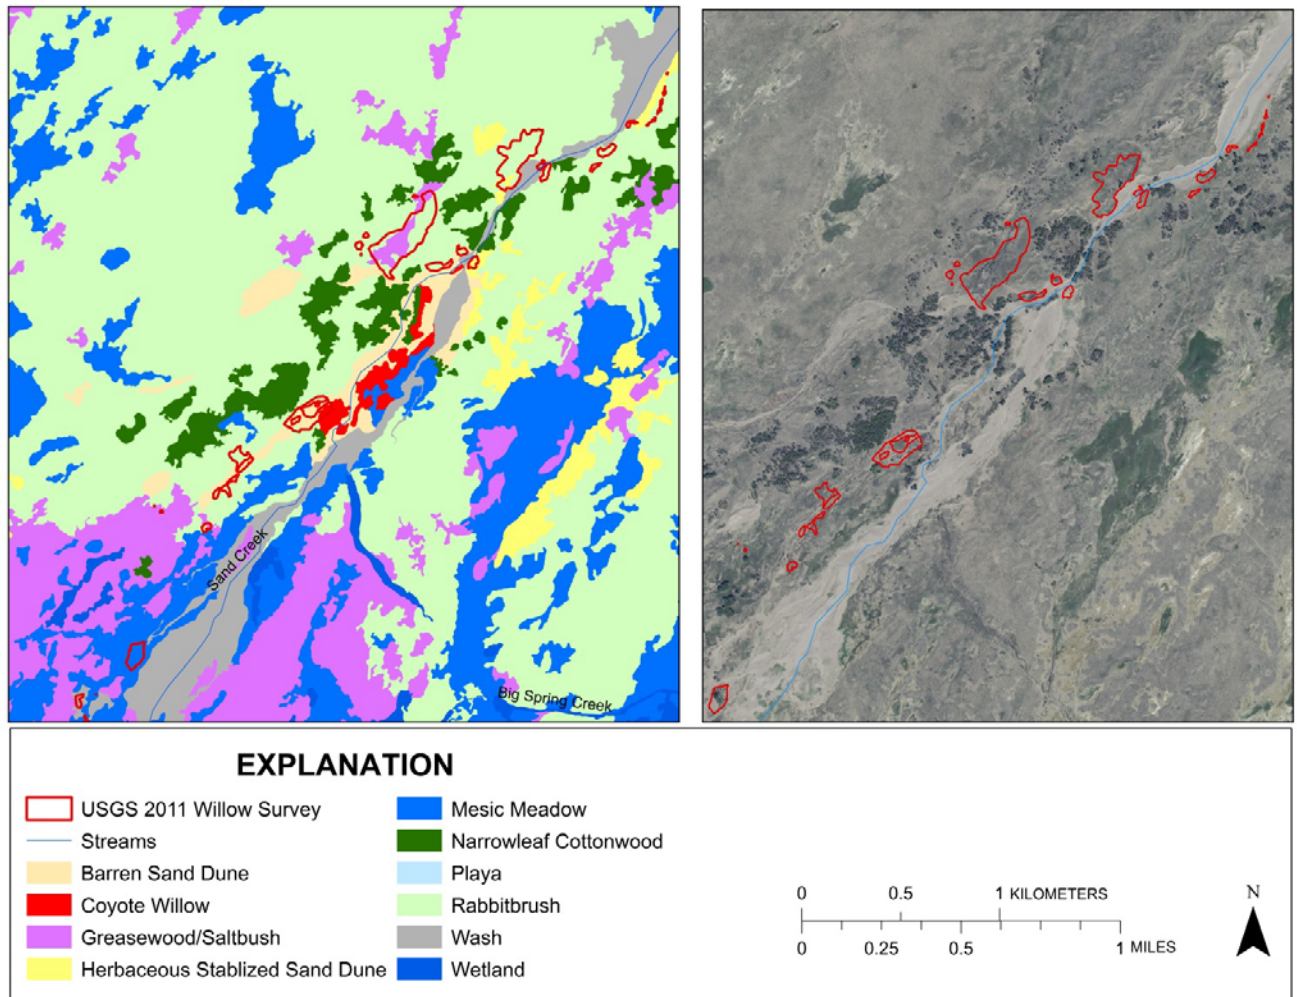 Sand Creek
Big Spring Creek
EXPLANATION
USGS 2011 Willow Survey
Streams
Barren Sand Dune
Coyote Willow
Greasewood/Saltbush
Herbaceous Stablized Sand Dune
Mesic Meadow
Narrowleaf Cottonwood
Playa
Rabbitbrush
Wash
Wetland
0 0.5 1 KILOMETERS
0 0.25 0.5 1 MILES
N